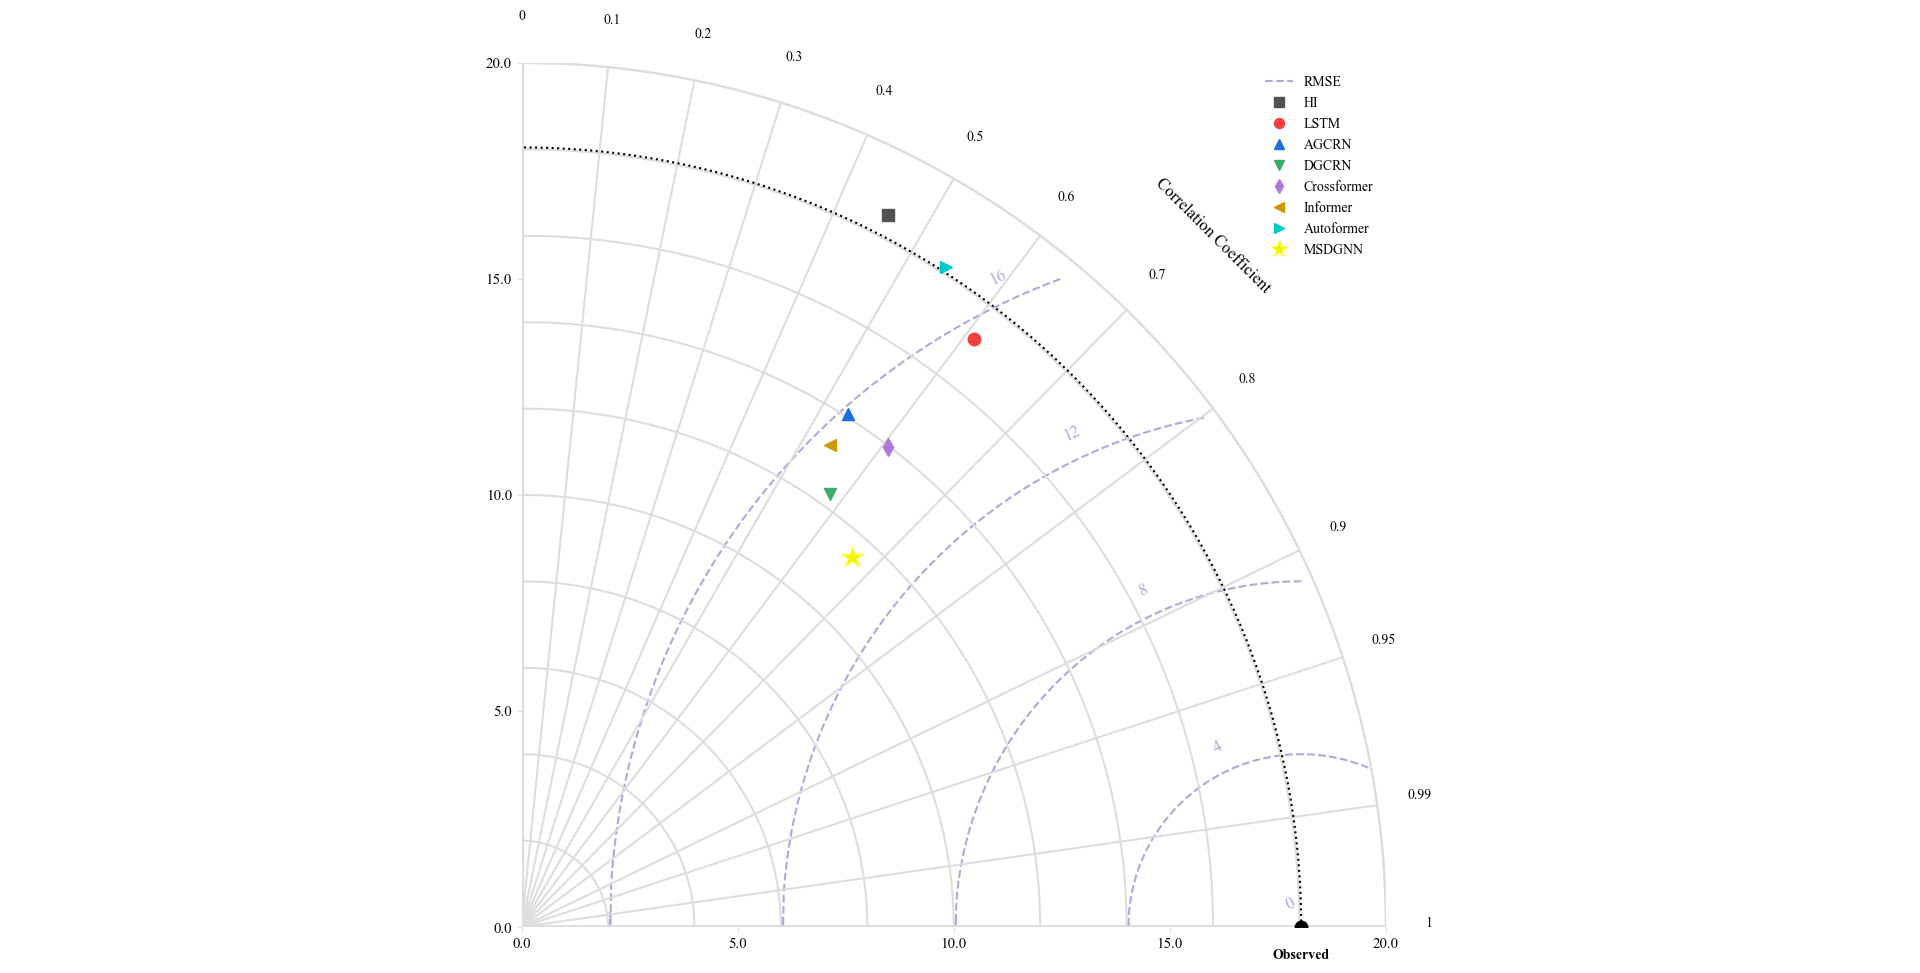 0
0.1
0.2
0.3
0.4
0.5
0.6
0.7
0.8
0.9
0.95
0.99
1
Correlation Coefficient
20.0
15.0
10.0
5.0
0.0
0.0
5.0
10.0
15.0
20.0
Observed
16
12
8
4
0
RMSE
HI
LSTM
AGCRN
DGCRN
Crossformer
Informer
Autoformer
MSDGNN